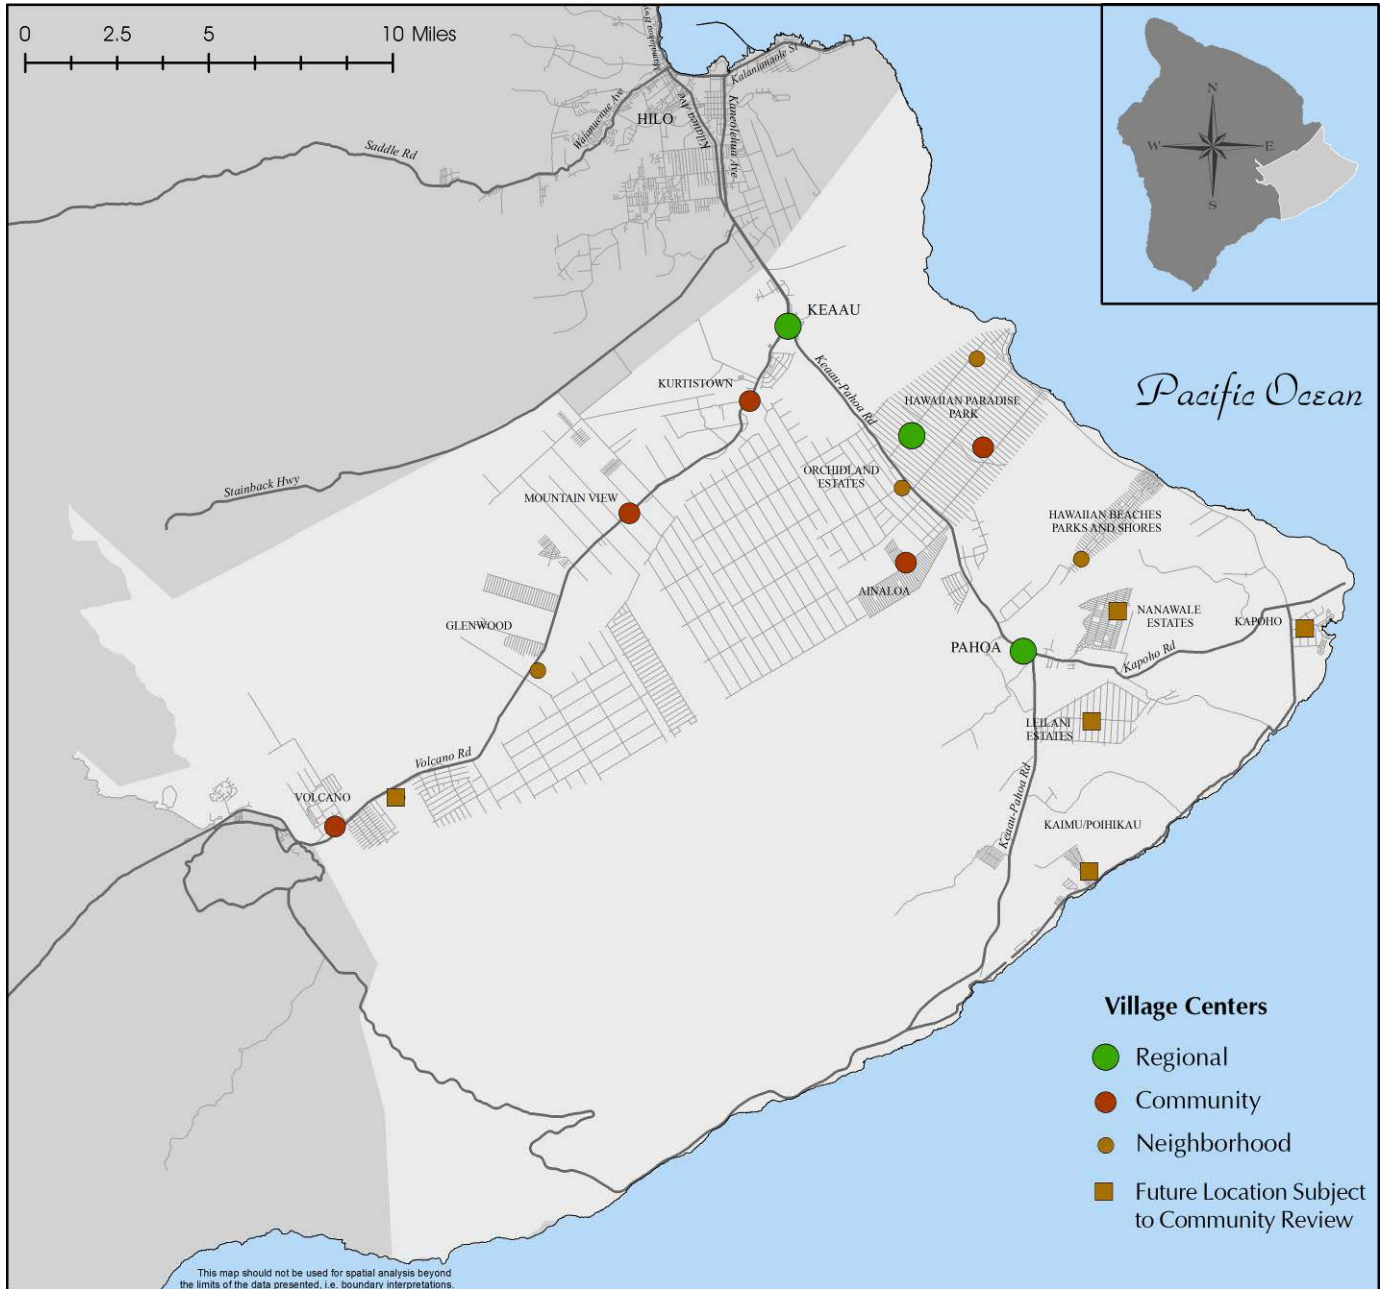 0 2.5 5 10 Miles
Mamalahoa Hwy
Kalanianaole St
Waianuenue Ave
HILO
Kilauea Ave
Kaneolehua Ave
Saddle Rd
N
W E
S
KEAAU
Pacific Ocean
KURTISTOWN
Keaau-Pahoa Rd
HAWAIIAN PARADISE
PARK
ORCHIDLAND
ESTATES
Stainback Hwy
MOUNTAIN VIEW
HAWAIIAN BEACHES
PARKS AND SHORES
AINALOA
GLENWOOD
NANAWALE
ESTATES
KAPOHO
PAHOA
Kapoho Rd
LEILANI
ESTATES
Volcano Rd
VOLCANO
Keaau-Pahoa Rd
KAIMU/POIHIKAU
Village Centers
Regional
Community
Neighborhood
Future Location Subject
to Community Review
This map should not be used for spatial analysis beyond
the limits of the data presented, i.e. boundary interpretations.